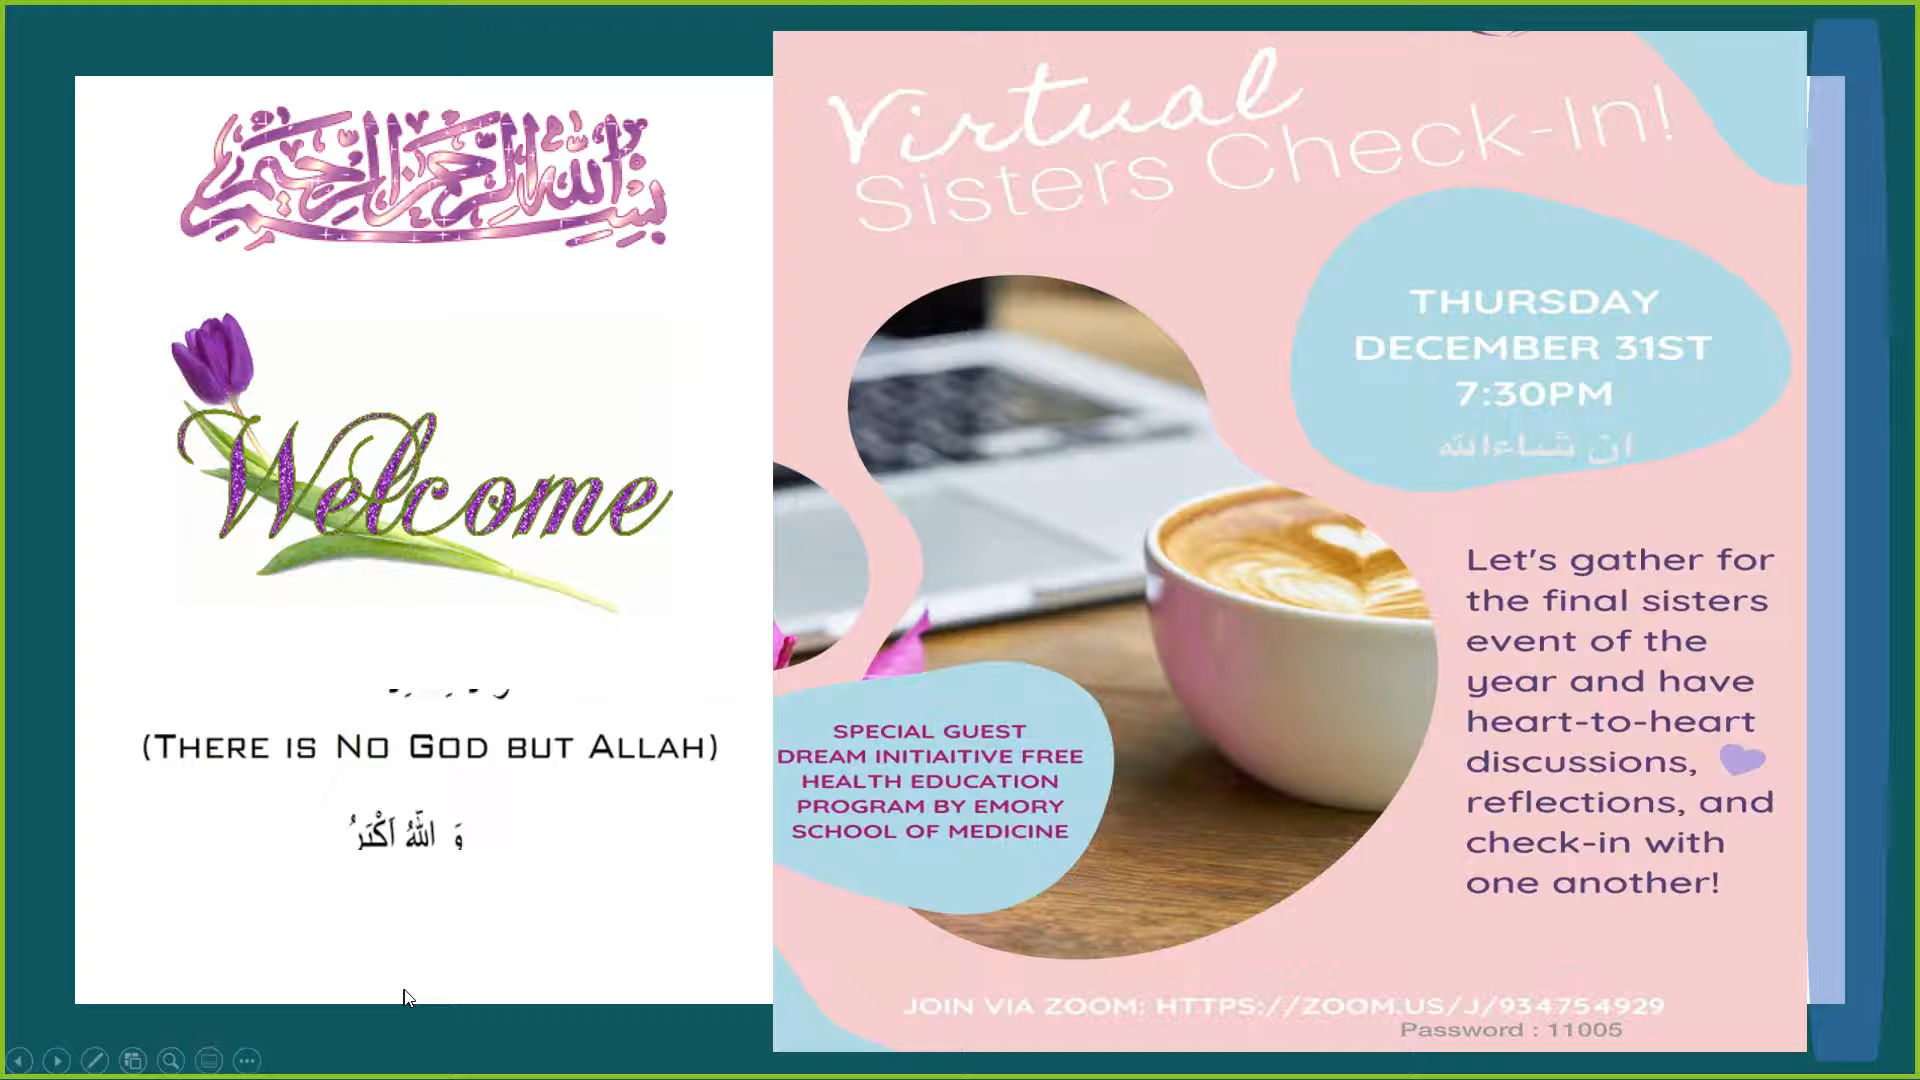 بسم الله الرحمن الرحيم
Welcome
(THERE IS NO GOD BUT ALLAH)
وَ اللهُ اَكْبَرُ
Virtual
Sisters Check-In!
THURSDAY
DECEMBER 31ST
7:30PM
ان شاءالله
Let's gather for
the final sisters
event of the
year and have
heart-to-heart
discussions,
reflections, and
check-in with
one another!
SPECIAL GUEST
DREAM INITIAITIVE FREE
HEALTH EDUCATION
PROGRAM BY EMORY
SCHOOL OF MEDICINE
JOIN VIA ZOOM: HTTPS://ZOOM.US/J/934754929
Password : 11005